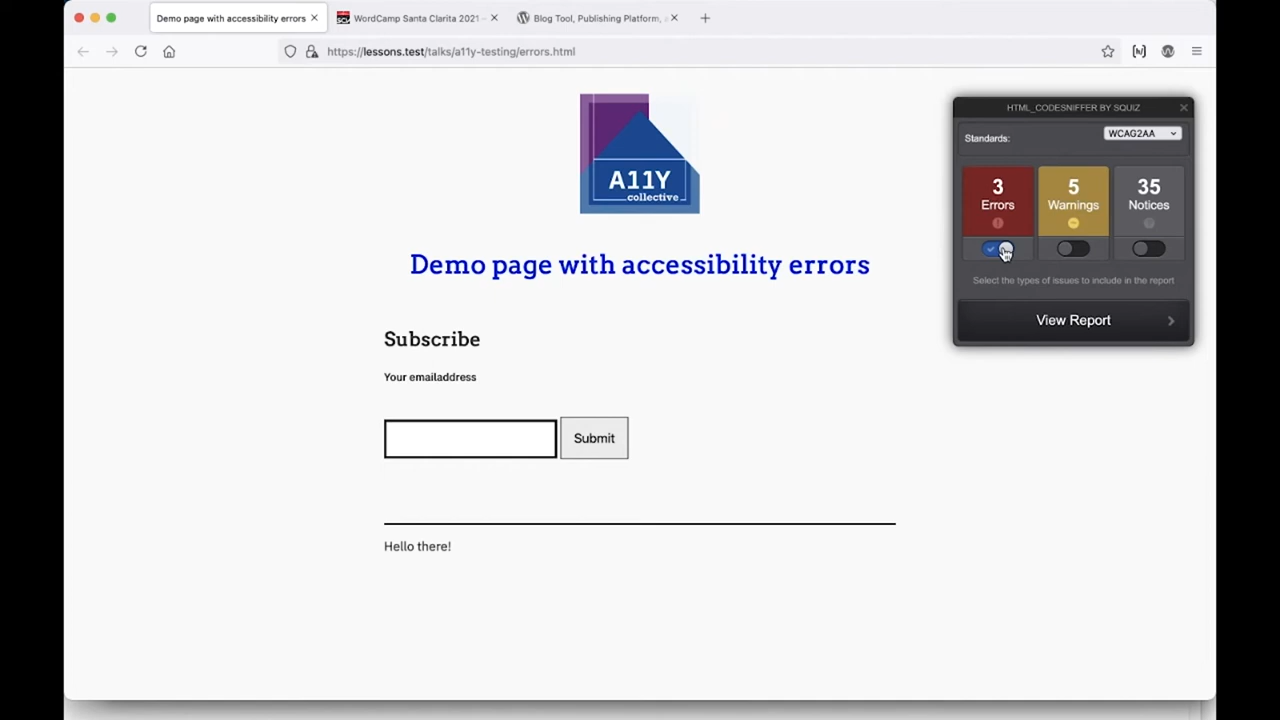 Demo page with accessibility errors
WordCamp Santa Clarita 2021 –
Blog Tool, Publishing Platform,
https://lessons.test/talks/a11y-testing/errors.html
A11Y
collective
Demo page with accessibility errors
Subscribe
Your emailaddress
Submit
Hello there!
HTML_CODESNIFFER BY SQUIZ
Standards: WCAG2AA
3 5 35
Errors Warnings Notices
Select the types of issues to include in the report
View Report